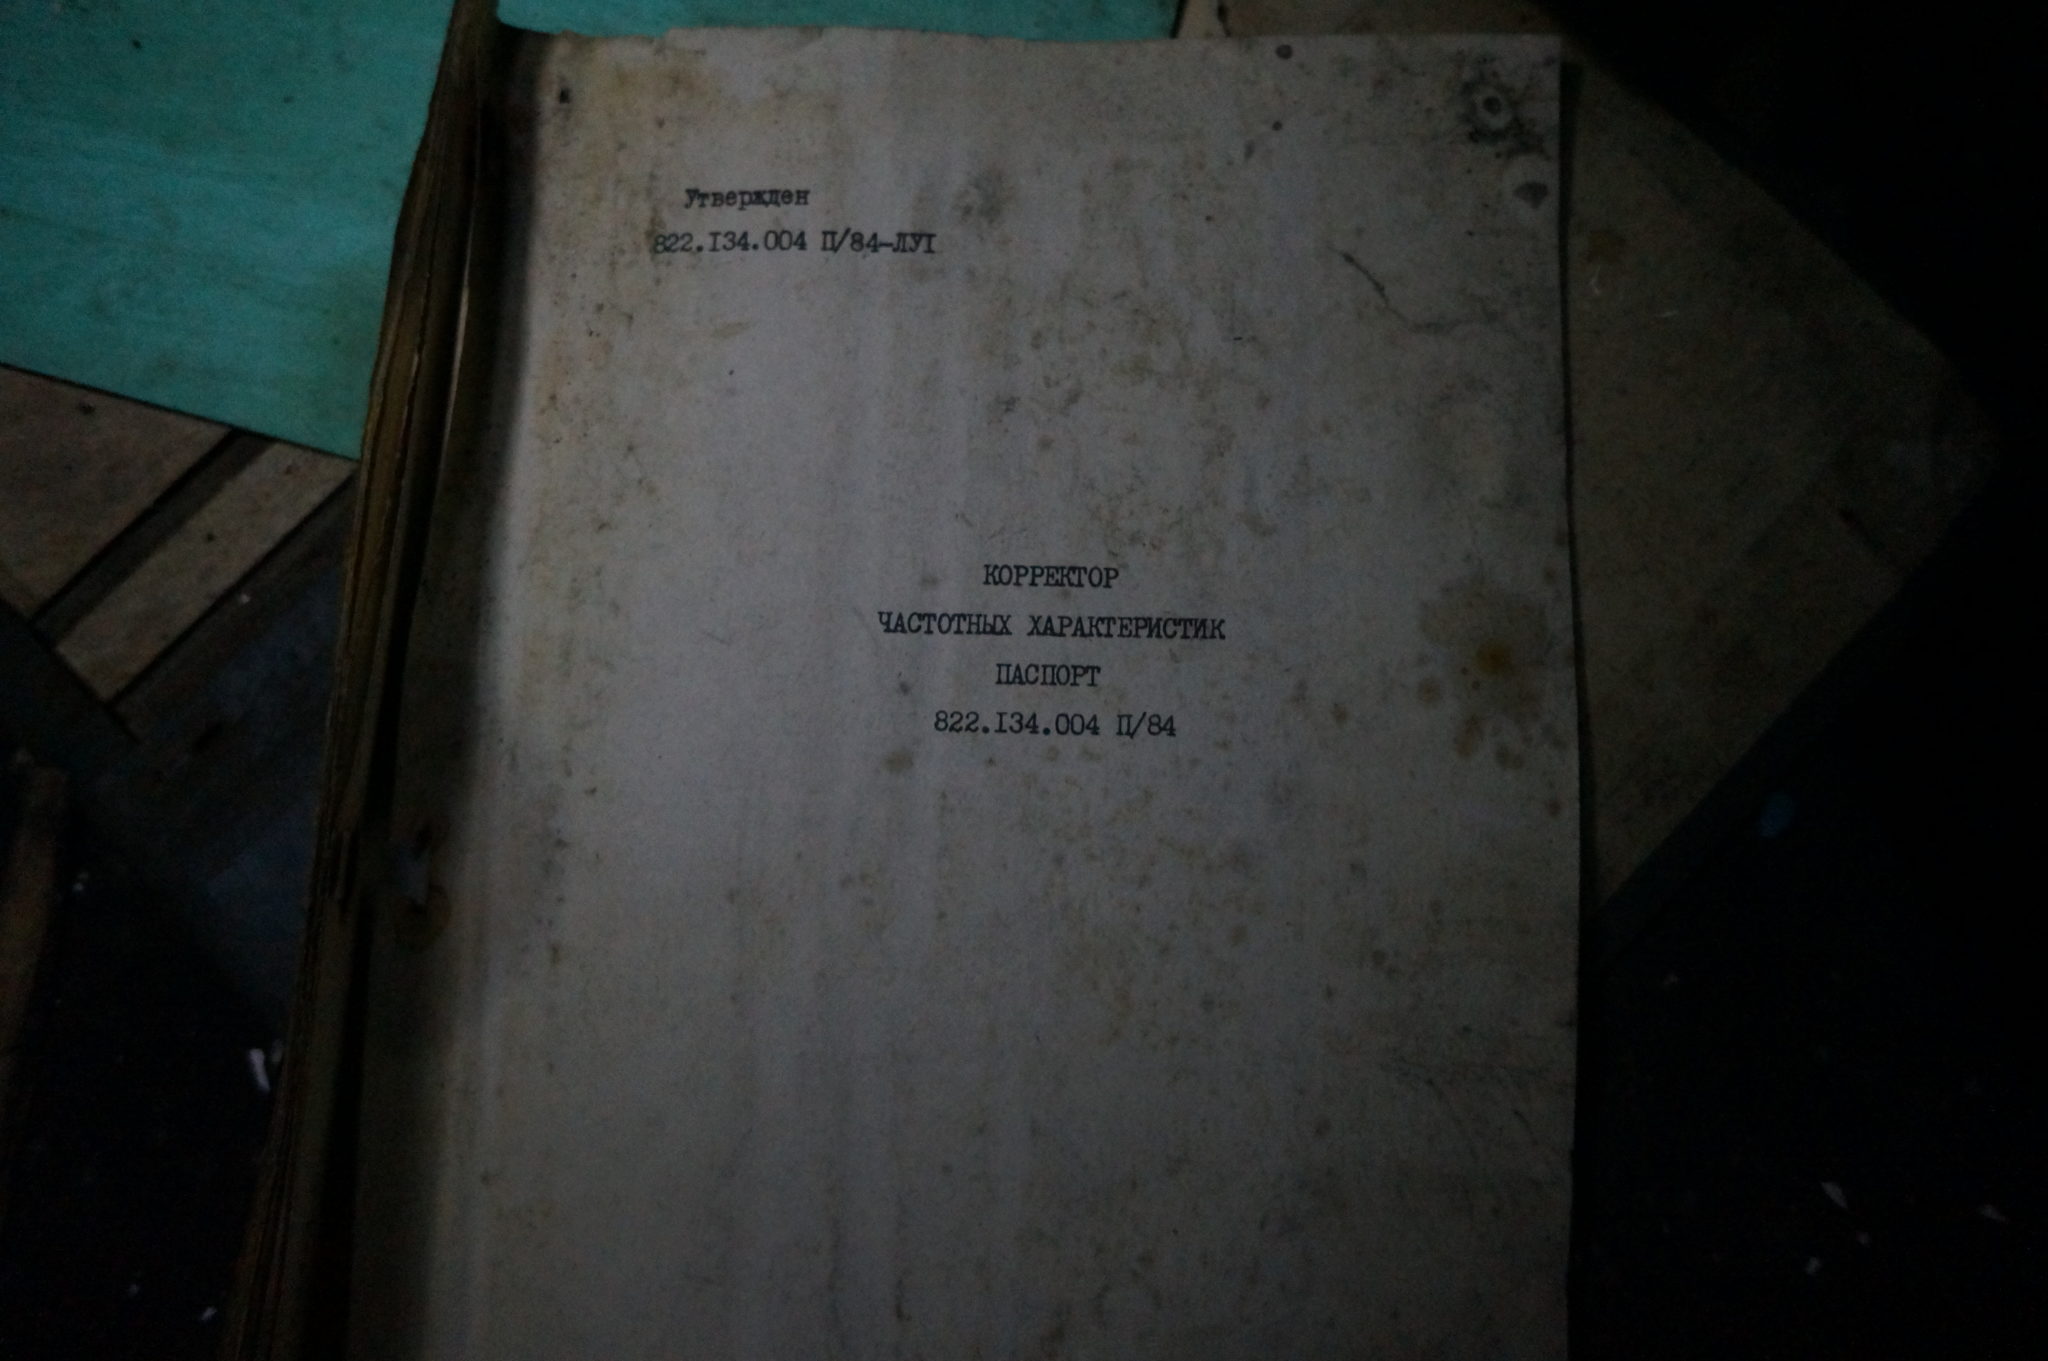 Утвержден
822.I34.004 П/84-ЛУI
КОРРЕКТОР
ЧАСТОТНЫХ ХАРАКТЕРИСТИК
ПАСПОРТ
822.I34.004 П/84